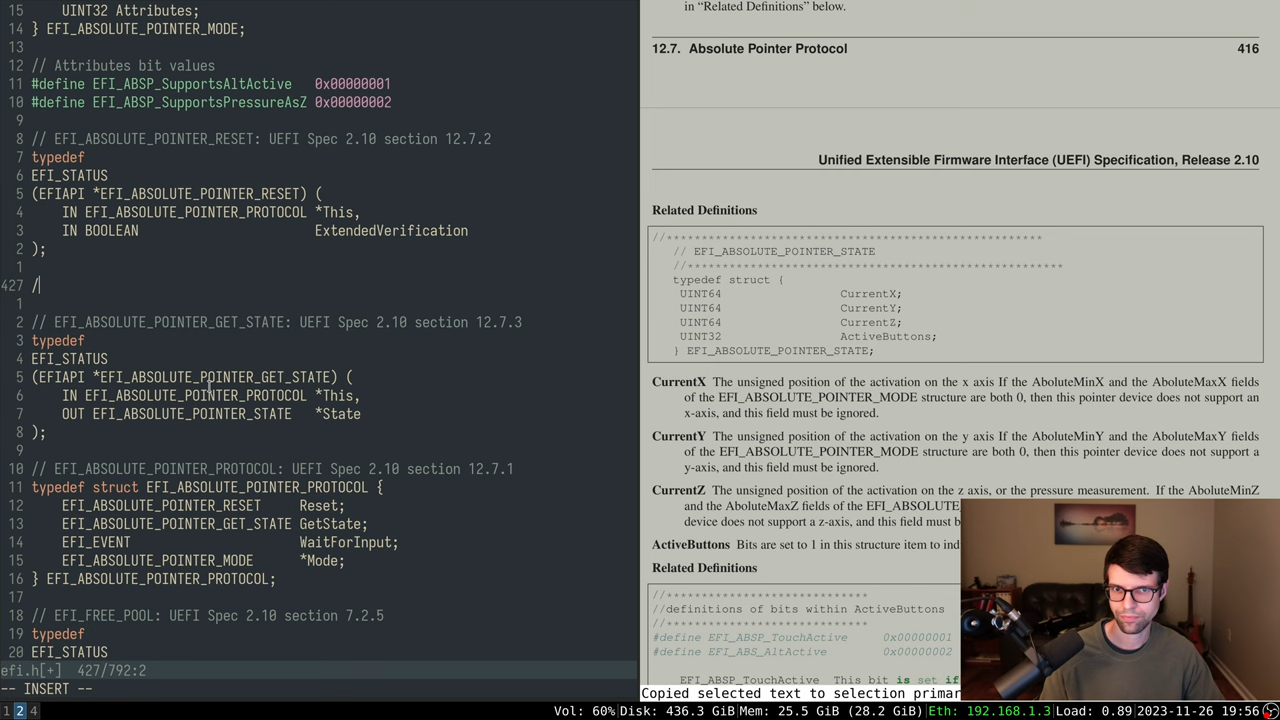 15     UINT32 Attributes;
14 } EFI_ABSOLUTE_POINTER_MODE;
13
12 // Attributes bit values
11 #define EFI_ABSP_SupportsAltActive   0x00000001
10 #define EFI_ABSP_SupportsPressureAsZ 0x00000002
9
8 // EFI_ABSOLUTE_POINTER_RESET: UEFI Spec 2.10 section 12.7.2
7 typedef
6 EFI_STATUS
5 (EFIAPI *EFI_ABSOLUTE_POINTER_RESET) (
4     IN EFI_ABSOLUTE_POINTER_PROTOCOL *This,
3     IN BOOLEAN                       ExtendedVerification
2 );
1
427 /
1
2 // EFI_ABSOLUTE_POINTER_GET_STATE: UEFI Spec 2.10 section 12.7.3
3 typedef
4 EFI_STATUS
5 (EFIAPI *EFI_ABSOLUTE_POINTER_GET_STATE) (
6     IN EFI_ABSOLUTE_POINTER_PROTOCOL *This,
7     OUT EFI_ABSOLUTE_POINTER_STATE   *State
8 );
9
10 // EFI_ABSOLUTE_POINTER_PROTOCOL: UEFI Spec 2.10 section 12.7.1
11 typedef struct EFI_ABSOLUTE_POINTER_PROTOCOL {
12     EFI_ABSOLUTE_POINTER_RESET     Reset;
13     EFI_ABSOLUTE_POINTER_GET_STATE GetState;
14     EFI_EVENT                      WaitForInput;
15     EFI_ABSOLUTE_POINTER_MODE      *Mode;
16 } EFI_ABSOLUTE_POINTER_PROTOCOL;
17
18 // EFI_FREE_POOL: UEFI Spec 2.10 section 7.2.5
19 typedef
20 EFI_STATUS
efi.h[+]  427/792:2
-- INSERT --
in “Related Definitions” below.
12.7. Absolute Pointer Protocol 416
Unified Extensible Firmware Interface (UEFI) Specification, Release 2.10
Related Definitions
//*****************************************************
// EFI_ABSOLUTE_POINTER_STATE
//*****************************************************
typedef struct {
UINT64 CurrentX;
UINT64 CurrentY;
UINT64 CurrentZ;
UINT32 ActiveButtons;
} EFI_ABSOLUTE_POINTER_STATE;
CurrentX The unsigned position of the activation on the x axis If the AboluteMinX and the AboluteMaxX fields
of the EFI_ABSOLUTE_POINTER_MODE structure are both 0, then this pointer device does not support an
x-axis, and this field must be ignored.
CurrentY The unsigned position of the activation on the y axis If the AboluteMinY and the AboluteMaxY fields
of the EFI_ABSOLUTE_POINTER_MODE structure are both 0, then this pointer device does not support a
y-axis, and this field must be ignored.
CurrentZ The unsigned position of the activation on the z axis, or the pressure measurement. If the AboluteMinZ
and the AboluteMaxZ fields of the EFI_ABSOLUTE_
device does not support a z-axis, and this field must b
ActiveButtons Bits are set to 1 in this structure item to indi
Related Definitions
//****************************
//definitions of bits within ActiveButtons
//****************************
#define EFI_ABSP_TouchActive 0x00000001
#define EFI_ABS_AltActive 0x00000002
EFI_ABSP_TouchActive This bit is set if
Copied selected text to selection primar
1 2 4 Vol: 60%|Disk: 436.3 GiB|Mem: 25.5 GiB (28.2 GiB)|Eth: 192.168.1.3|Load: 0.89|2023-11-26 19:56